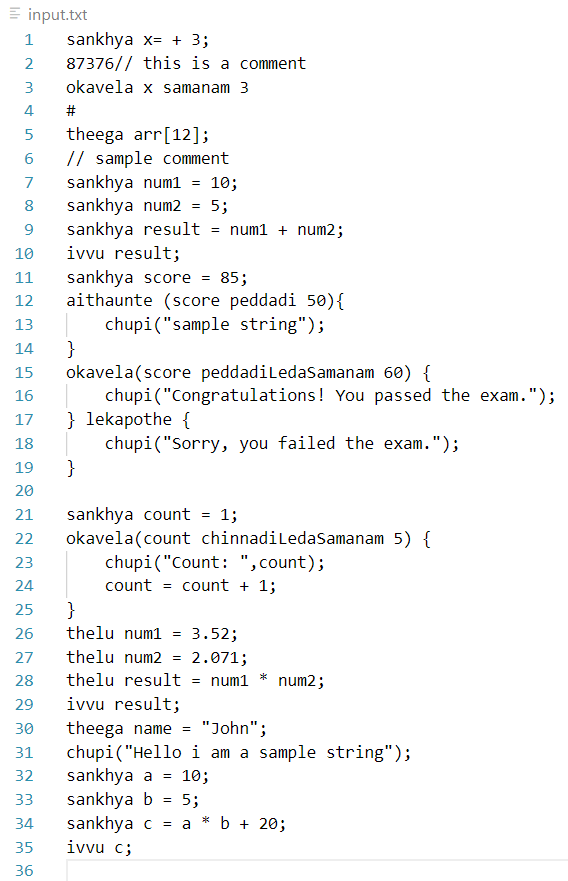 input.txt
1 sankhya x= + 3;
2 87376// this is a comment
3 okavela x samanam 3
4 #
5 theega arr[12];
6 // sample comment
7 sankhya num1 = 10;
8 sankhya num2 = 5;
9 sankhya result = num1 + num2;
10 ivvu result;
11 sankhya score = 85;
12 aithaunte (score peddadi 50){
13     chupi("sample string");
14 }
15 okavela(score peddadiLedaSamanam 60) {
16     chupi("Congratulations! You passed the exam.");
17 } lekapothe {
18     chupi("Sorry, you failed the exam.");
19 }
20
21 sankhya count = 1;
22 okavela(count chinnadiLedaSamanam 5) {
23     chupi("Count: ",count);
24     count = count + 1;
25 }
26 thelu num1 = 3.52;
27 thelu num2 = 2.071;
28 thelu result = num1 * num2;
29 ivvu result;
30 theega name = "John";
31 chupi("Hello i am a sample string");
32 sankhya a = 10;
33 sankhya b = 5;
34 sankhya c = a * b + 20;
35 ivvu c;
36